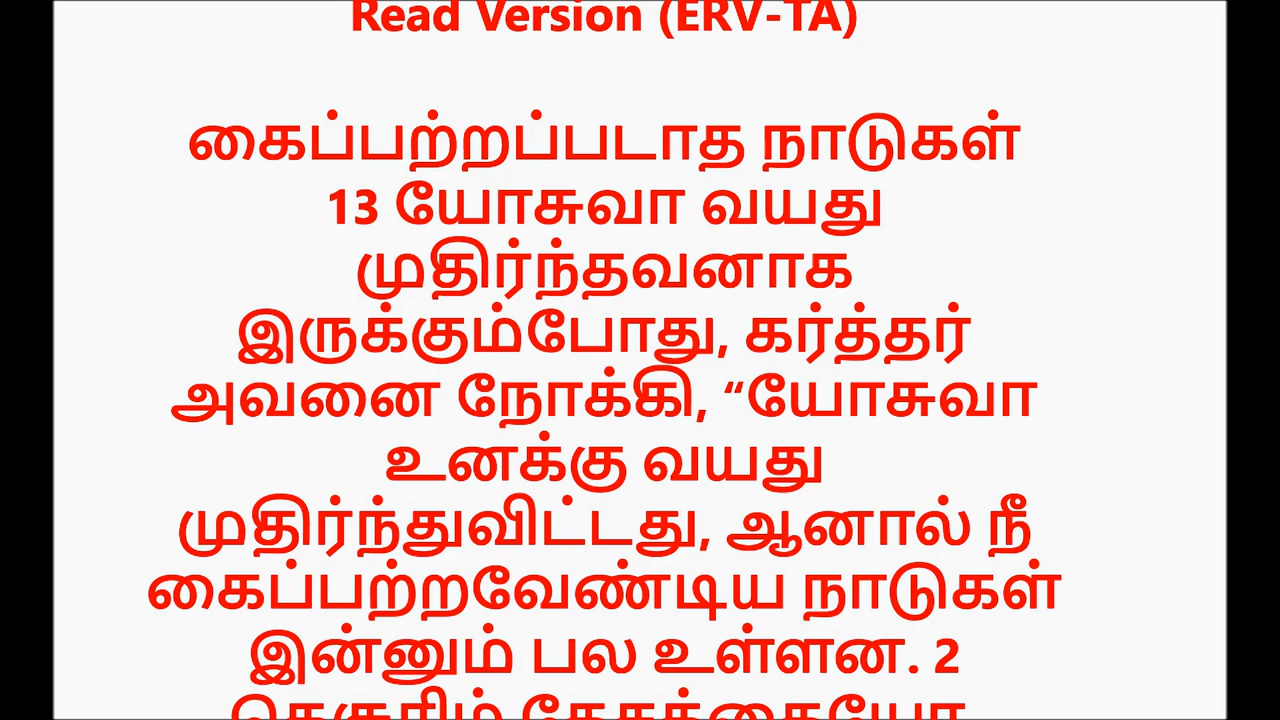 Read Version (ERV-TA)
கைப்பற்றப்படாத நாடுகள்
13 யோசுவா வயது
முதிர்ந்தவனாக
இருக்கும்போது, கர்த்தர்
அவனை நோக்கி, “யோசுவா
உனக்கு வயது
முதிர்ந்துவிட்டது, ஆனால் நீ
கைப்பற்றவேண்டிய நாடுகள்
இன்னும் பல உள்ளன. 2